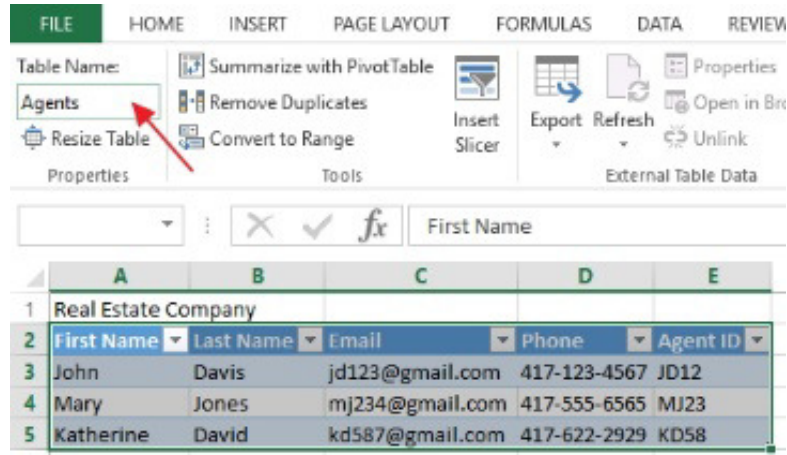 FILE HOME INSERT PAGE LAYOUT FORMULAS DATA REVIEW
Table Name:
Agents
Resize Table
Properties
Summarize with PivotTable
Remove Duplicates
Convert to Range
Tools
Insert
Slicer
Export Refresh
Properties
Open in Bro
Unlink
External Table Data
fx First Name
A B C D E
1 Real Estate Company
2 First Name Last Name Email Phone Agent ID
3 John Davis jd123@gmail.com 417-123-4567 JD12
4 Mary Jones mj234@gmail.com 417-555-6565 MJ23
5 Katherine David kd587@gmail.com 417-622-2929 KD58